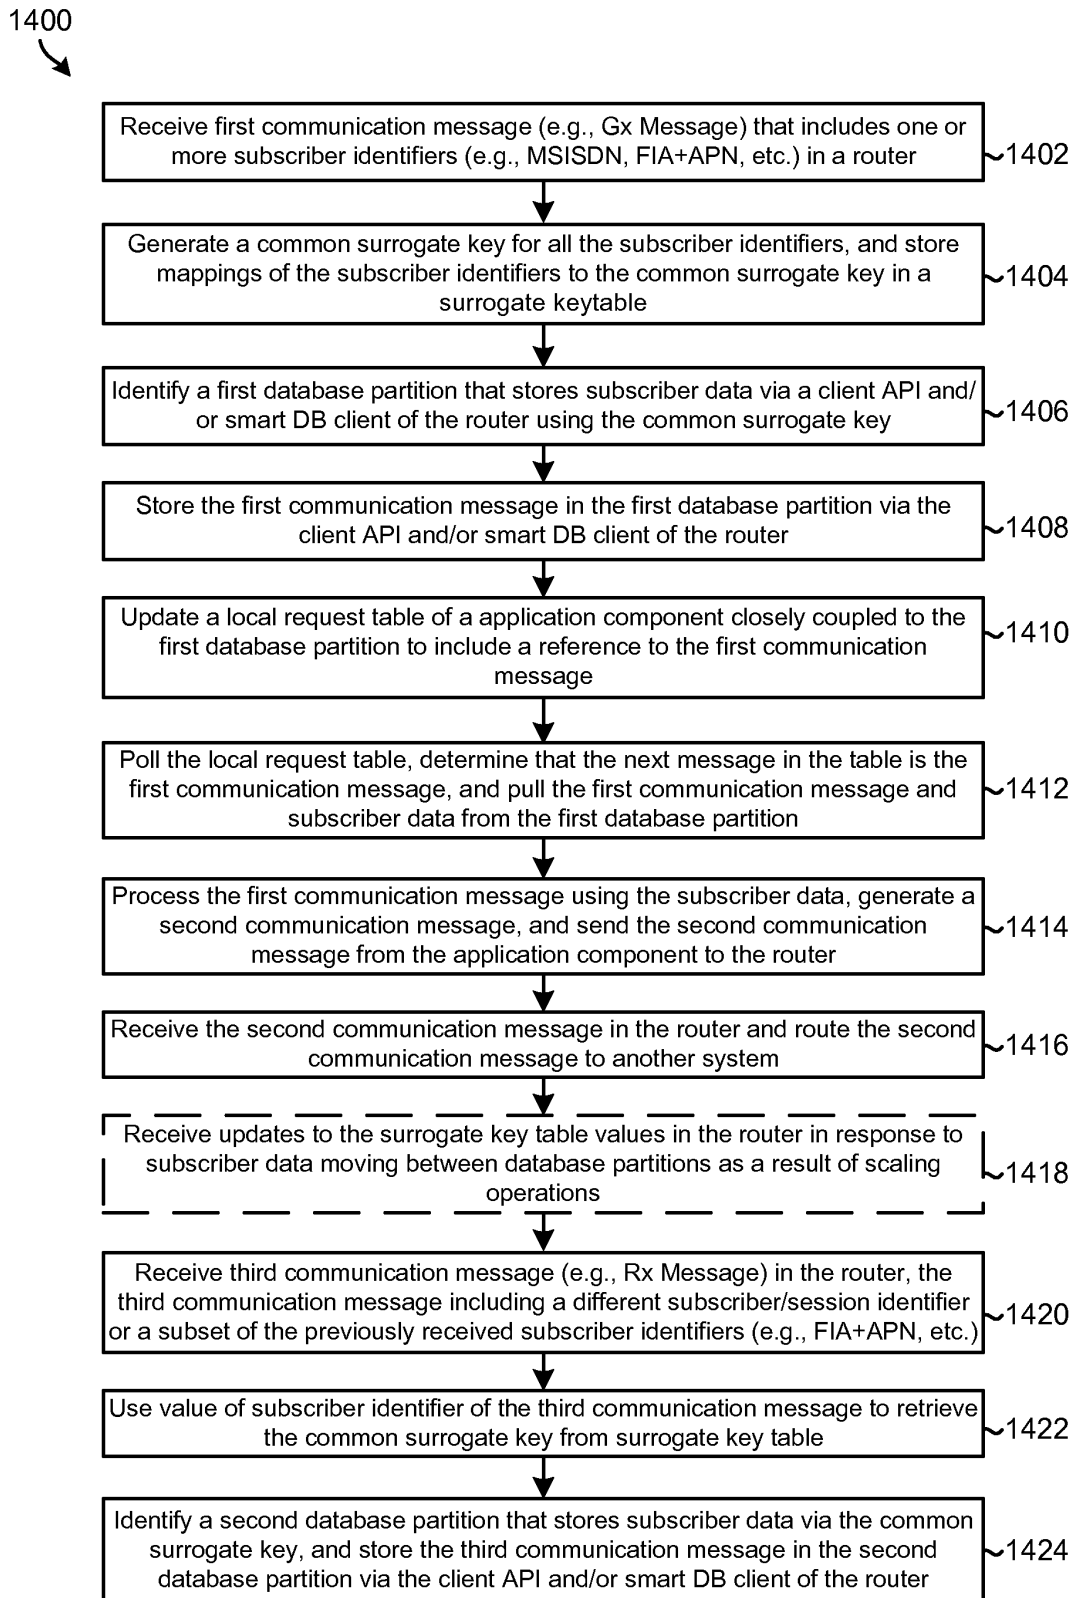 1400
Receive first communication message (e.g., Gx Message) that includes one or
more subscriber identifiers (e.g., MSISDN, FIA+APN, etc.) in a router
1402
Generate a common surrogate key for all the subscriber identifiers, and store
mappings of the subscriber identifiers to the common surrogate key in a
surrogate keytable
1404
Identify a first database partition that stores subscriber data via a client API and/
or smart DB client of the router using the common surrogate key
1406
Store the first communication message in the first database partition via the
client API and/or smart DB client of the router
1408
Update a local request table of a application component closely coupled to the
first database partition to include a reference to the first communication
message
1410
Poll the local request table, determine that the next message in the table is the
first communication message, and pull the first communication message and
subscriber data from the first database partition
1412
Process the first communication message using the subscriber data, generate a
second communication message, and send the second communication
message from the application component to the router
1414
Receive the second communication message in the router and route the second
communication message to another system
1416
Receive updates to the surrogate key table values in the router in response to
subscriber data moving between database partitions as a result of scaling
operations
1418
Receive third communication message (e.g., Rx Message) in the router, the
third communication message including a different subscriber/session identifier
or a subset of the previously received subscriber identifiers (e.g., FIA+APN, etc.)
1420
Use value of subscriber identifier of the third communication message to retrieve
the common surrogate key from surrogate key table
1422
Identify a second database partition that stores subscriber data via the common
surrogate key, and store the third communication message in the second
database partition via the client API and/or smart DB client of the router
1424